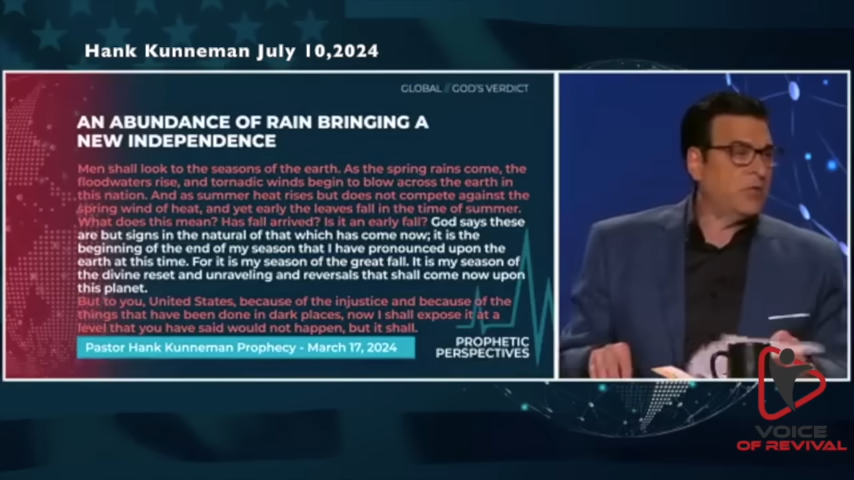 Hank Kunneman July 10,2024
GLOBAL // GOD'S VERDICT
AN ABUNDANCE OF RAIN BRINGING A
NEW INDEPENDENCE
Men shall look to the seasons of the earth. As the spring rains come, the
floodwaters rise, and tornadic winds begin to blow across the earth in
this nation. And as summer heat rises but does not compete against the
spring wind of heat, and yet early the leaves fall in the time of summer.
What does this mean? Has fall arrived? Is it an early fall? God says these
are but signs in the natural of that which has come now; it is the
beginning of the end of my season that I have pronounced upon the
earth at this time. For it is my season of the great fall. It is my season of
the divine reset and unraveling and reversals that shall come now upon
this planet.
But to you, United States, because of the injustice and because of the
things that have been done in dark places, now I shall expose it at a
level that you have said would not happen, but it shall.
Pastor Hank Kunneman Prophecy - March 17, 2024
PROPHETIC
PERSPECTIVES
VOICE
OF REVIVAL